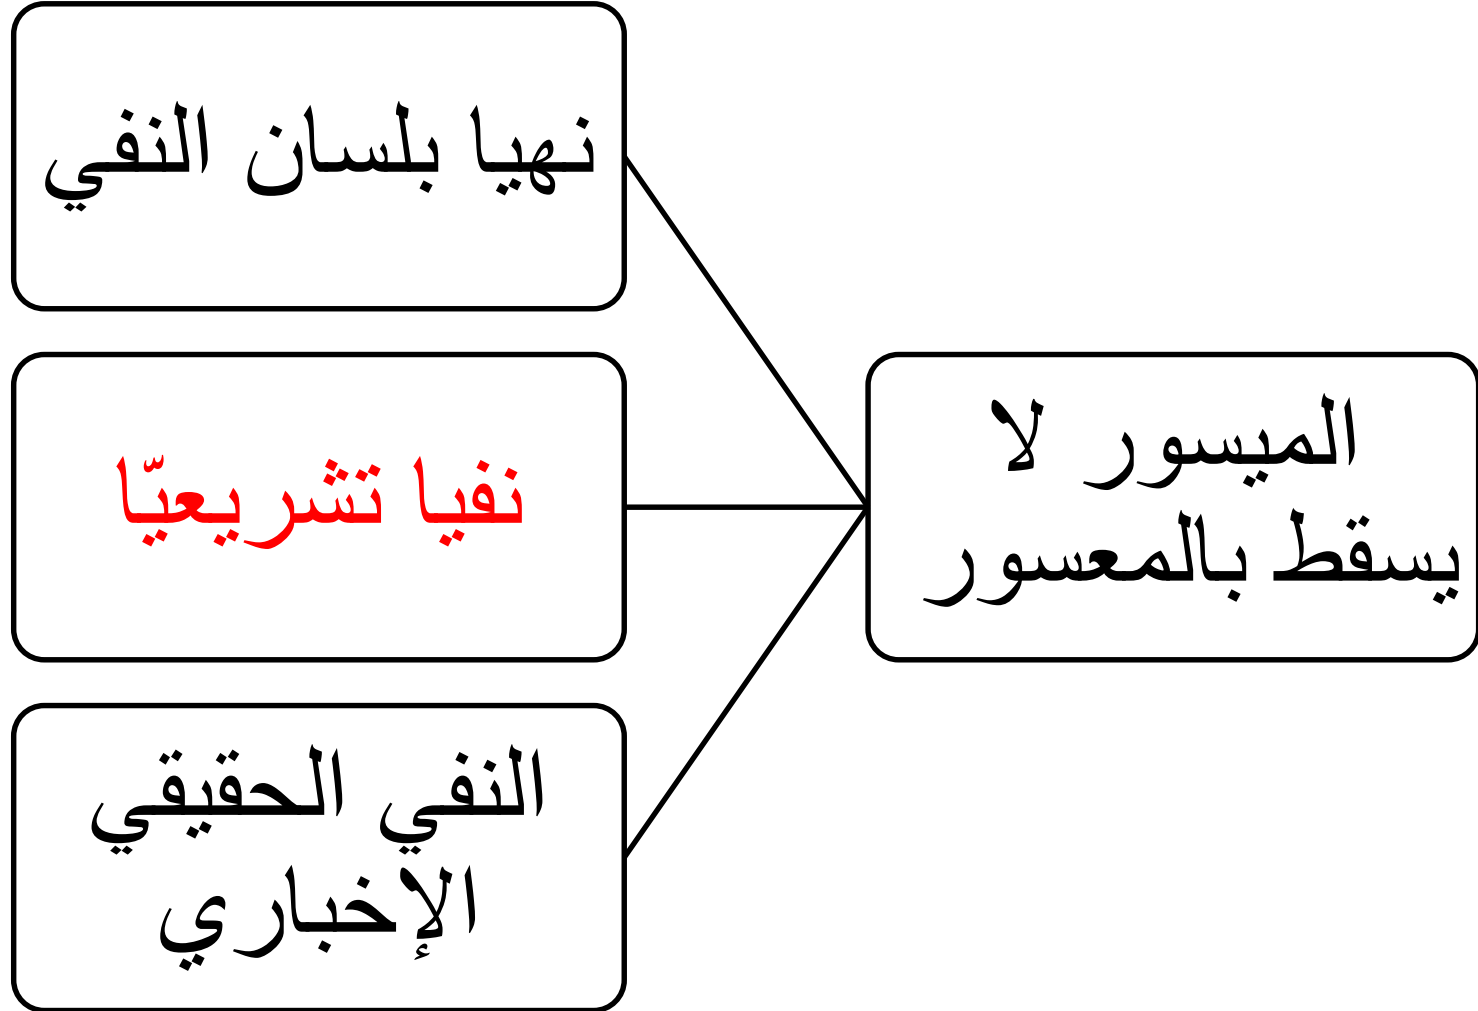 الميسور لا
يسقط بالمعسور
نهيا بلسان النفي
نفيا تشريعيّا
النفي الحقيقي
الإخباري